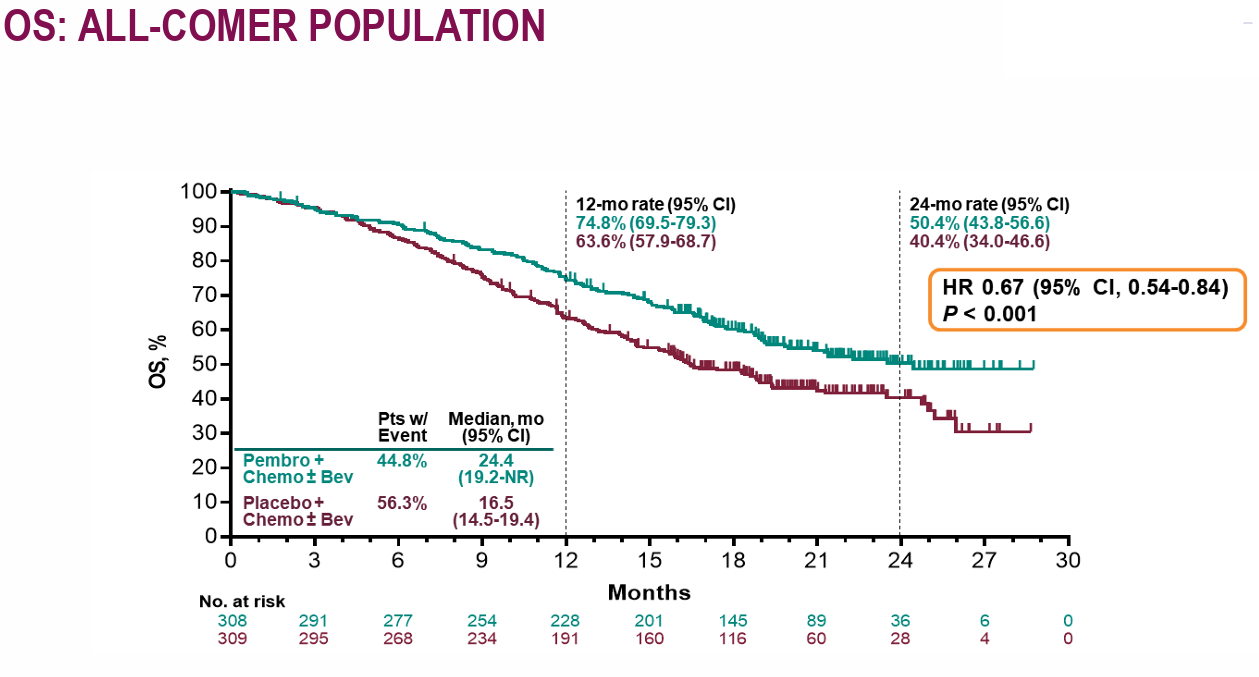 OS: ALL-COMER POPULATION
12-mo rate (95% CI)
74.8% (69.5-79.3)
63.6% (57.9-68.7)
24-mo rate (95% CI)
50.4% (43.8-56.6)
40.4% (34.0-46.6)
HR 0.67 (95% CI, 0.54-0.84)
P < 0.001
OS, %
100
90
80
70
60
50
40
30
20
10
0
Pts w/ Event
Median, mo (95% CI)
Pembro + Chemo ± Bev
44.8%
24.4 (19.2-NR)
Placebo + Chemo ± Bev
56.3%
16.5 (14.5-19.4)
0 3 6 9 12 15 18 21 24 27 30
Months
No. at risk
308 291 277 254 228 201 145 89 36 6 0
309 295 268 234 191 160 116 60 28 4 0